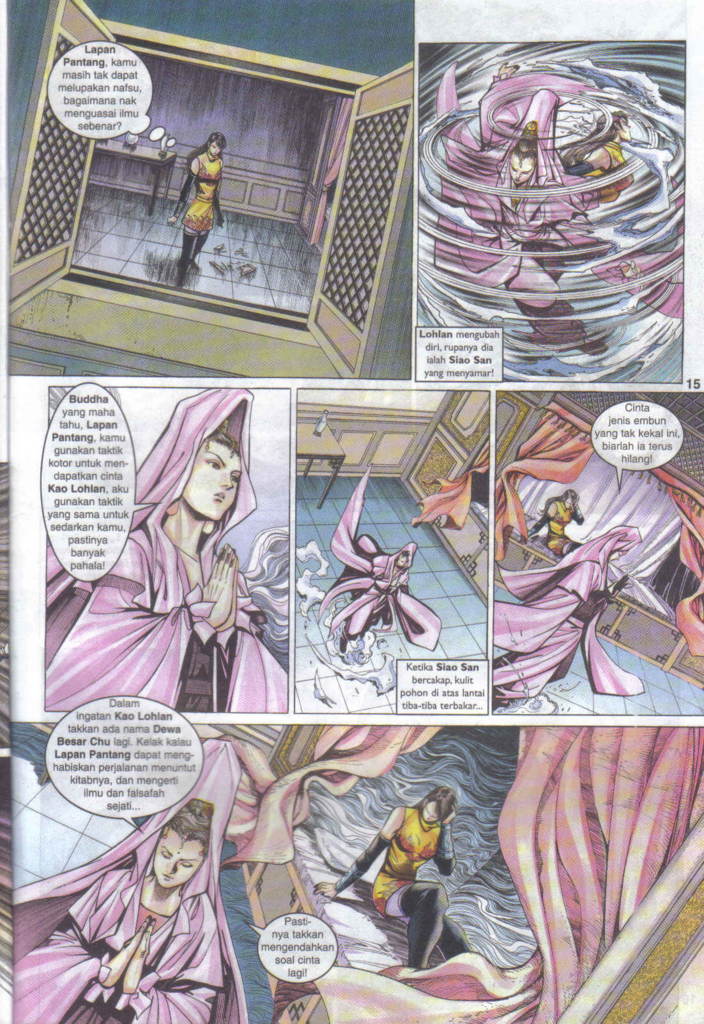 Lapan
Pantang, kamu
masih tak dapat
melupakan nafsu,
bagaimana nak
menguasai ilmu
sebenar?
Lohlan mengubah
diri, rupanya dia
ialah Siao San
yang menyamar!
15
Buddha
yang maha
tahu, Lapan
Pantang, kamu
gunakan taktik
kotor untuk men-
dapatkan cinta
Kao Lohlan, aku
gunakan taktik
yang sama untuk
sedarkan kamu,
pastinya
banyak
pahala!
Ketika Siao San
bercakap, kulit
pohon di atas lantai
tiba-tiba terbakar...
Cinta
jenis embun
yang tak kekal ini,
biarlah ia terus
hilang!
Dalam
ingatan Kao Lohlan
takkan ada nama Dewa
Besar Chu lagi. Kelak kalau
Lapan Pantang dapat meng-
habiskan perjalanan menuntut
kitabnya, dan mengerti
ilmu dan falsafah
sejati...
Pasti-
nya takkan
mengendahkan
soal cinta
lagi!